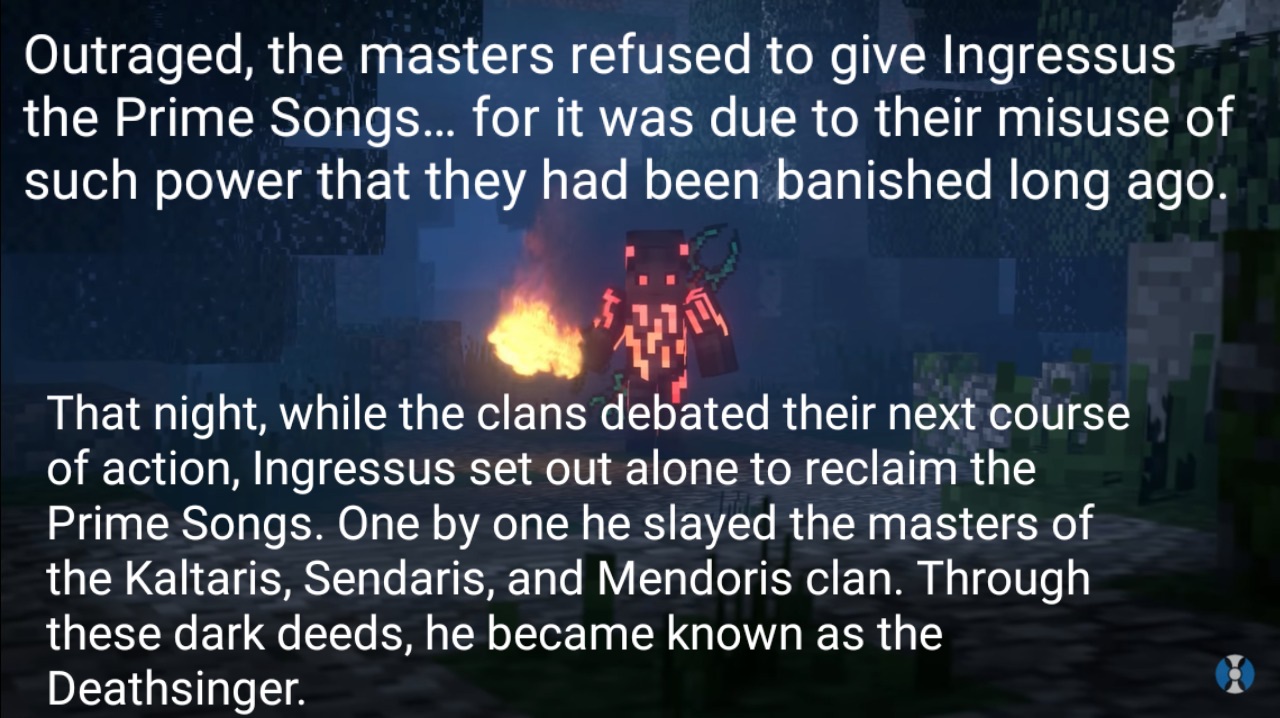 Outraged, the masters refused to give Ingressus
the Prime Songs... for it was due to their misuse of
such power that they had been banished long ago.
That night, while the clans debated their next course
of action, Ingressus set out alone to reclaim the
Prime Songs. One by one he slayed the masters of
the Kaltaris, Sendaris, and Mendoris clan. Through
these dark deeds, he became known as the
Deathsinger.